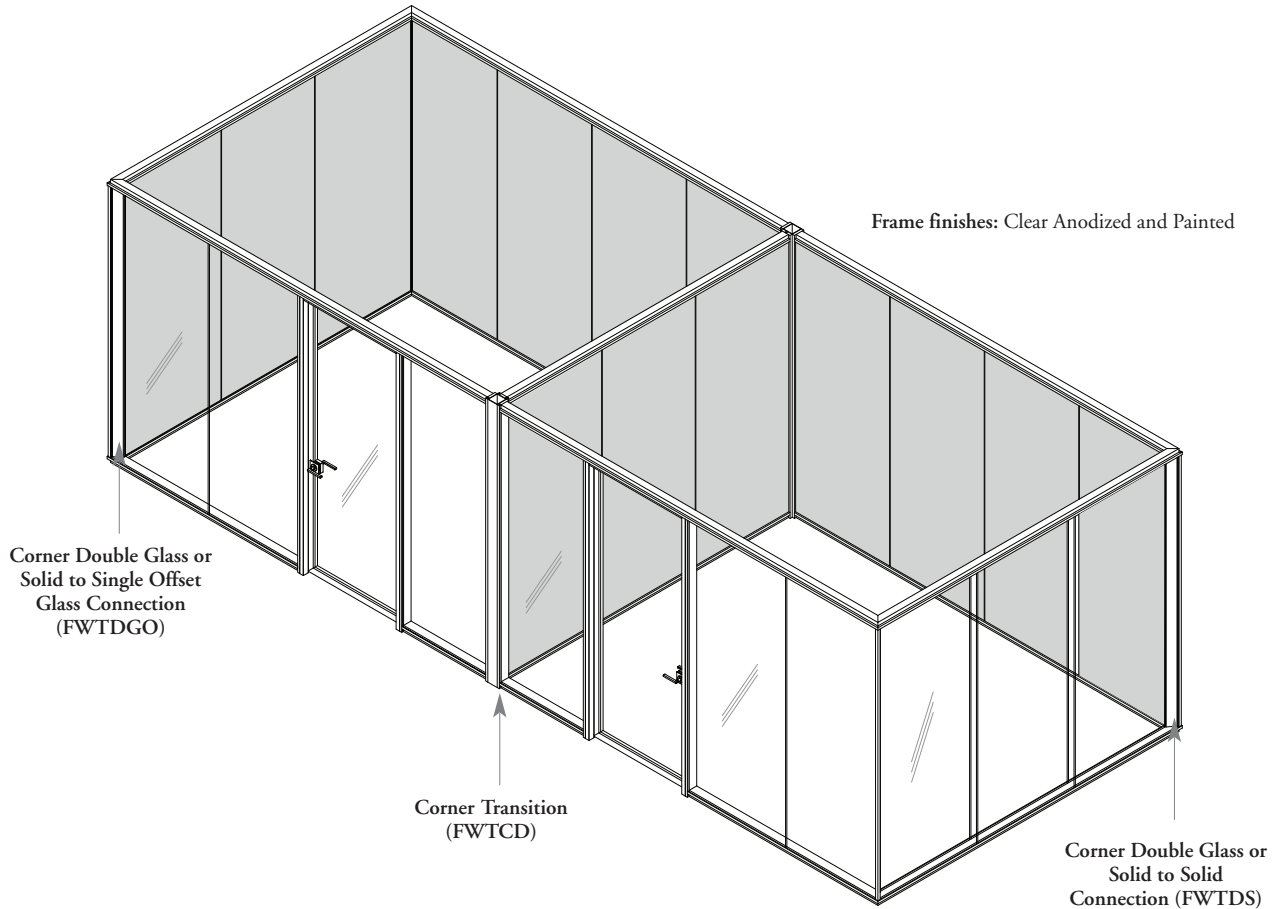 Frame finishes: Clear Anodized and Painted
Corner Double Glass or
Solid to Single Offset
Glass Connection
(FWTDGO)
Corner Transition
(FWTCD)
Corner Double Glass or
Solid to Solid
Connection (FWTDS)